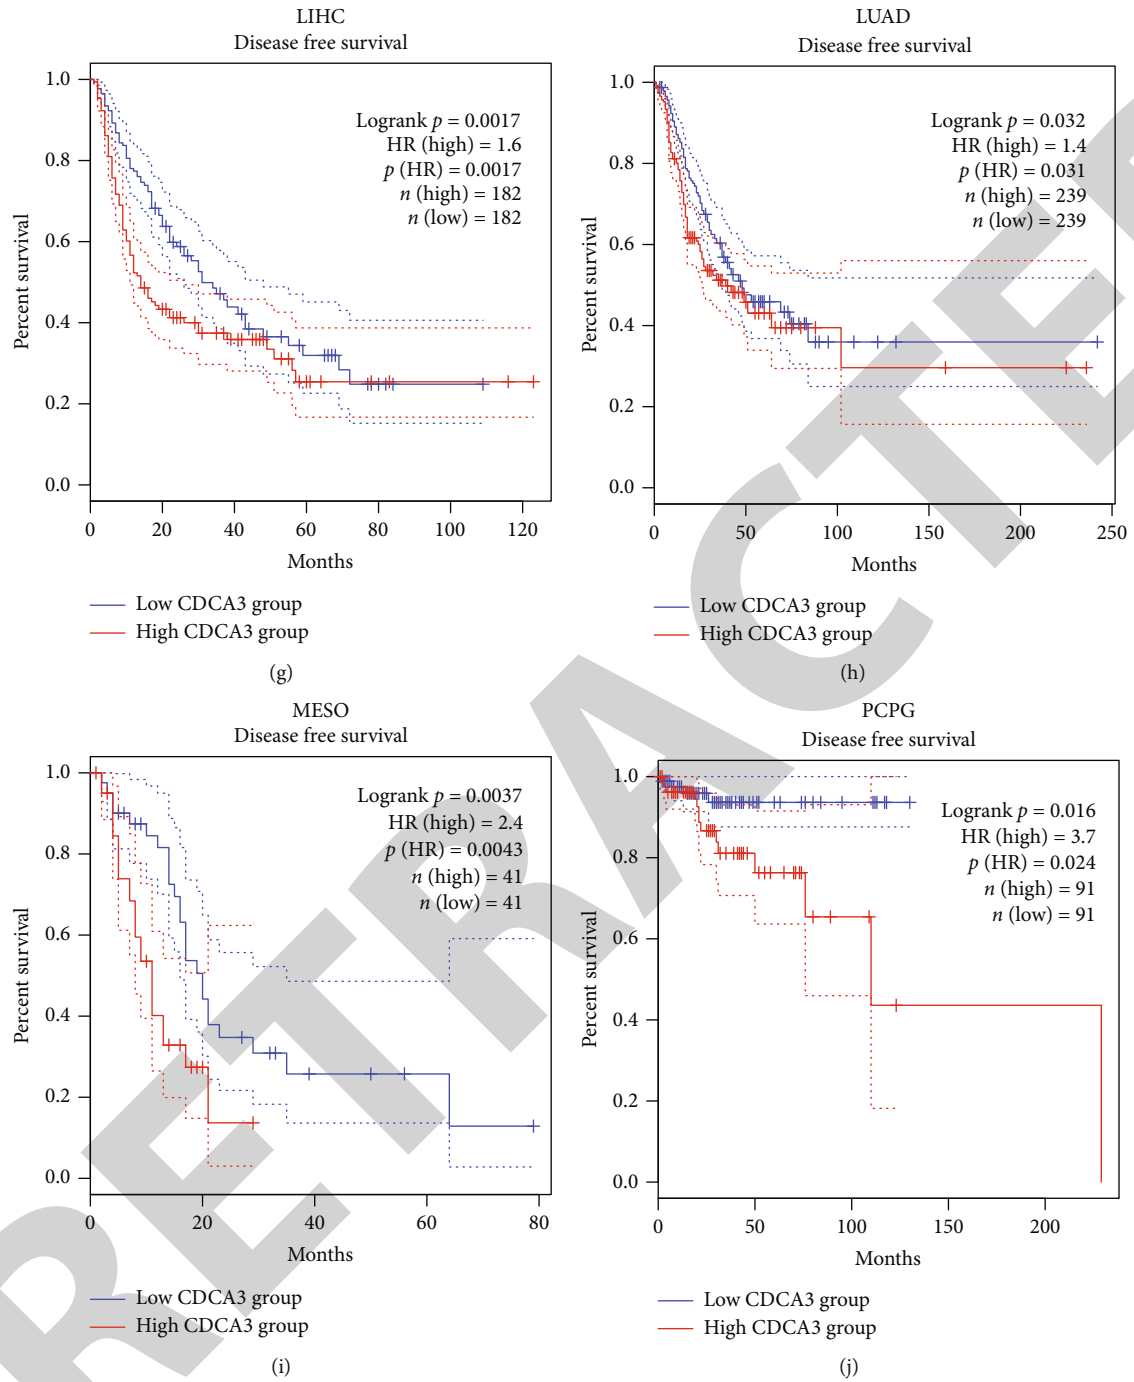 LIHC
Disease free survival
Percent survival
1.0
0.8
0.6
0.4
0.2
0.0
Logrank p = 0.0017
HR (high) = 1.6
p (HR) = 0.0017
n (high) = 182
n (low) = 182
0 20 40 60 80 100 120
Months
Low CDCA3 group
High CDCA3 group
(g)
LUAD
Disease free survival
Percent survival
1.0
0.8
0.6
0.4
0.2
0.0
Logrank p = 0.032
HR (high) = 1.4
p (HR) = 0.031
n (high) = 239
n (low) = 239
0 50 100 150 200 250
Months
Low CDCA3 group
High CDCA3 group
(h)
MESO
Disease free survival
Percent survival
1.0
0.8
0.6
0.4
0.2
0.0
Logrank p = 0.0037
HR (high) = 2.4
p (HR) = 0.0043
n (high) = 41
n (low) = 41
0 20 40 60 80
Months
Low CDCA3 group
High CDCA3 group
(i)
PCPG
Disease free survival
Percent survival
1.0
0.8
0.6
0.4
0.2
0.0
Logrank p = 0.016
HR (high) = 3.7
p (HR) = 0.024
n (high) = 91
n (low) = 91
0 50 100 150 200
Months
Low CDCA3 group
High CDCA3 group
(j)
RETRACTE